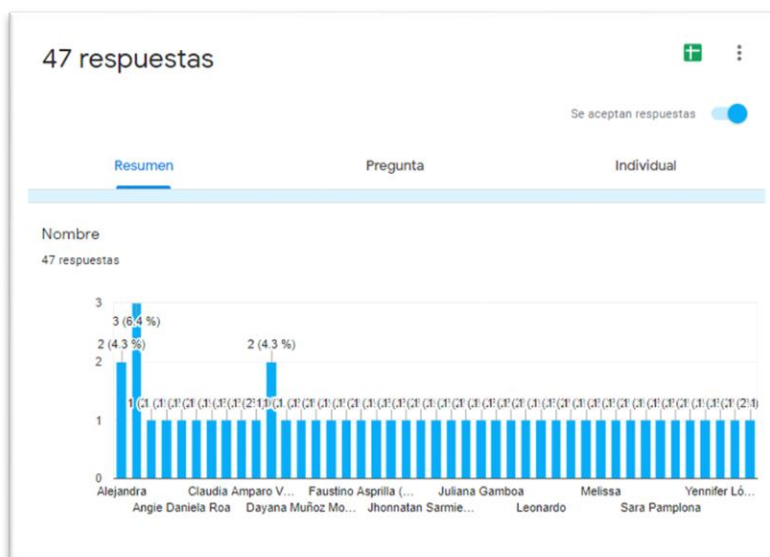 47 respuestas
Se aceptan respuestas
Resumen Pregunta Individual
Nombre
47 respuestas
3
3 (6,4 %)
2 (4,3 %) 2 (4,3 %)
2
1
0
Alejandra Claudia Amparo V... Faustino Asprilla (... Juliana Gamboa Melissa Yennifer Ló...
Angie Daniela Roa Dayana Muñoz Mo... Jhonnatan Sarmie... Leonardo Sara Pamplona